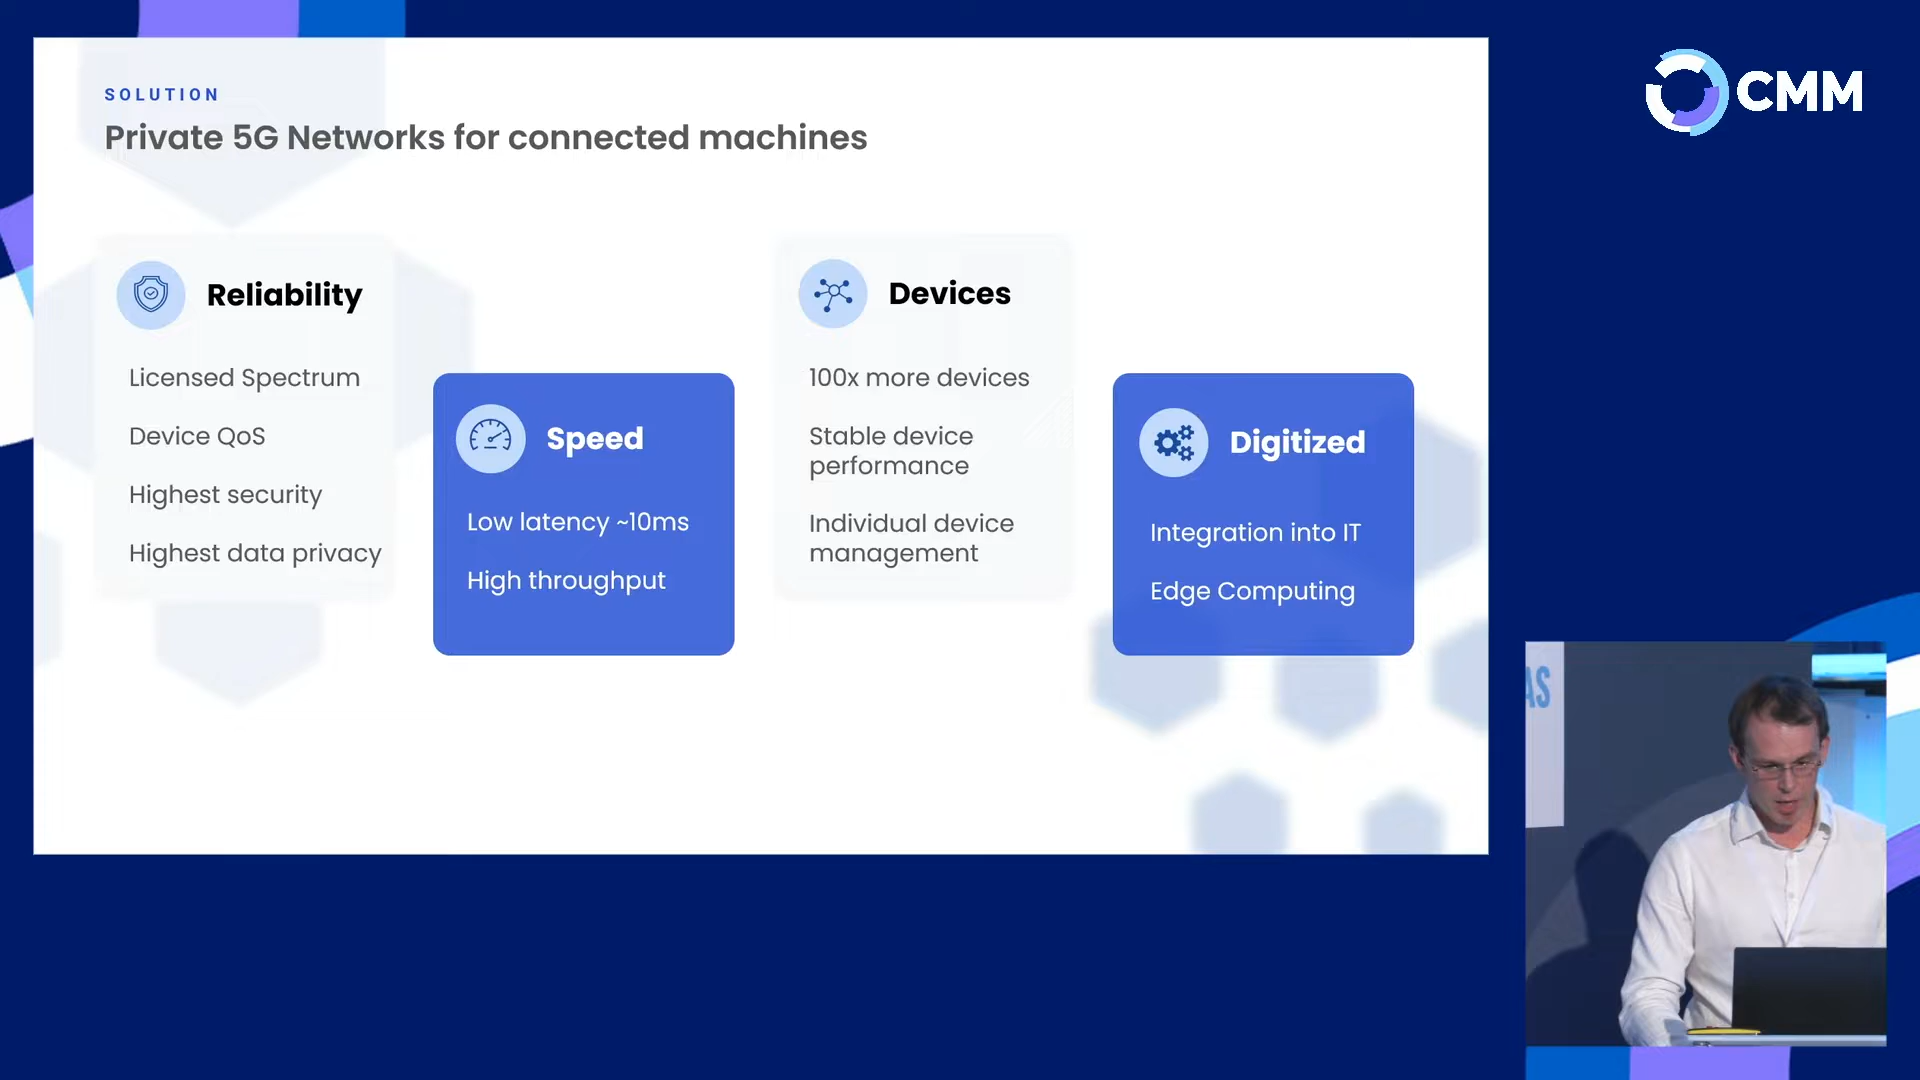 SOLUTION
Private 5G Networks for connected machines
Reliability
Licensed Spectrum
Device QoS
Highest security
Highest data privacy
Speed
Low latency ~10ms
High throughput
Devices
100x more devices
Stable device
performance
Individual device
management
Digitized
Integration into IT
Edge Computing
CMM
AS